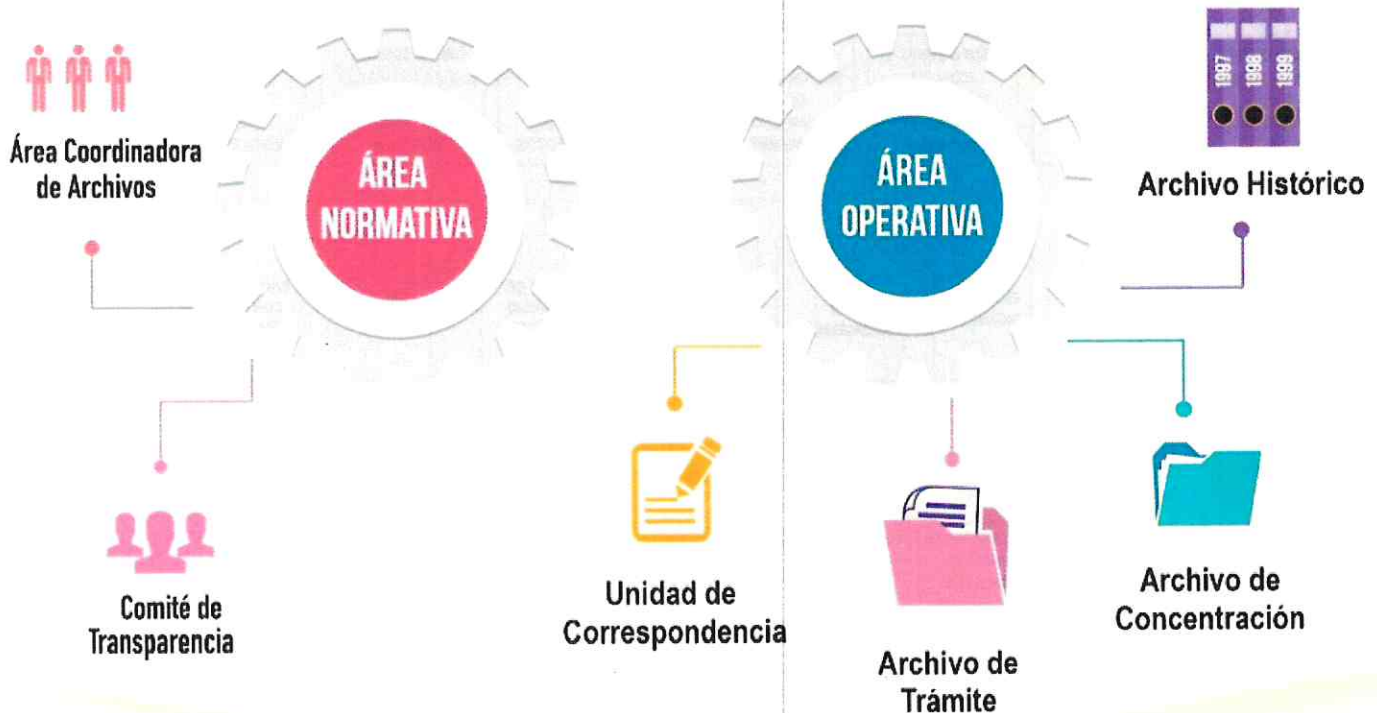 Área Coordinadora
de Archivos
ÁREA
NORMATIVA
ÁREA
OPERATIVA
1997
1998
1999
Archivo Histórico
Comité de
Transparencia
Unidad de
Correspondencia
Archivo de
Trámite
Archivo de
Concentración